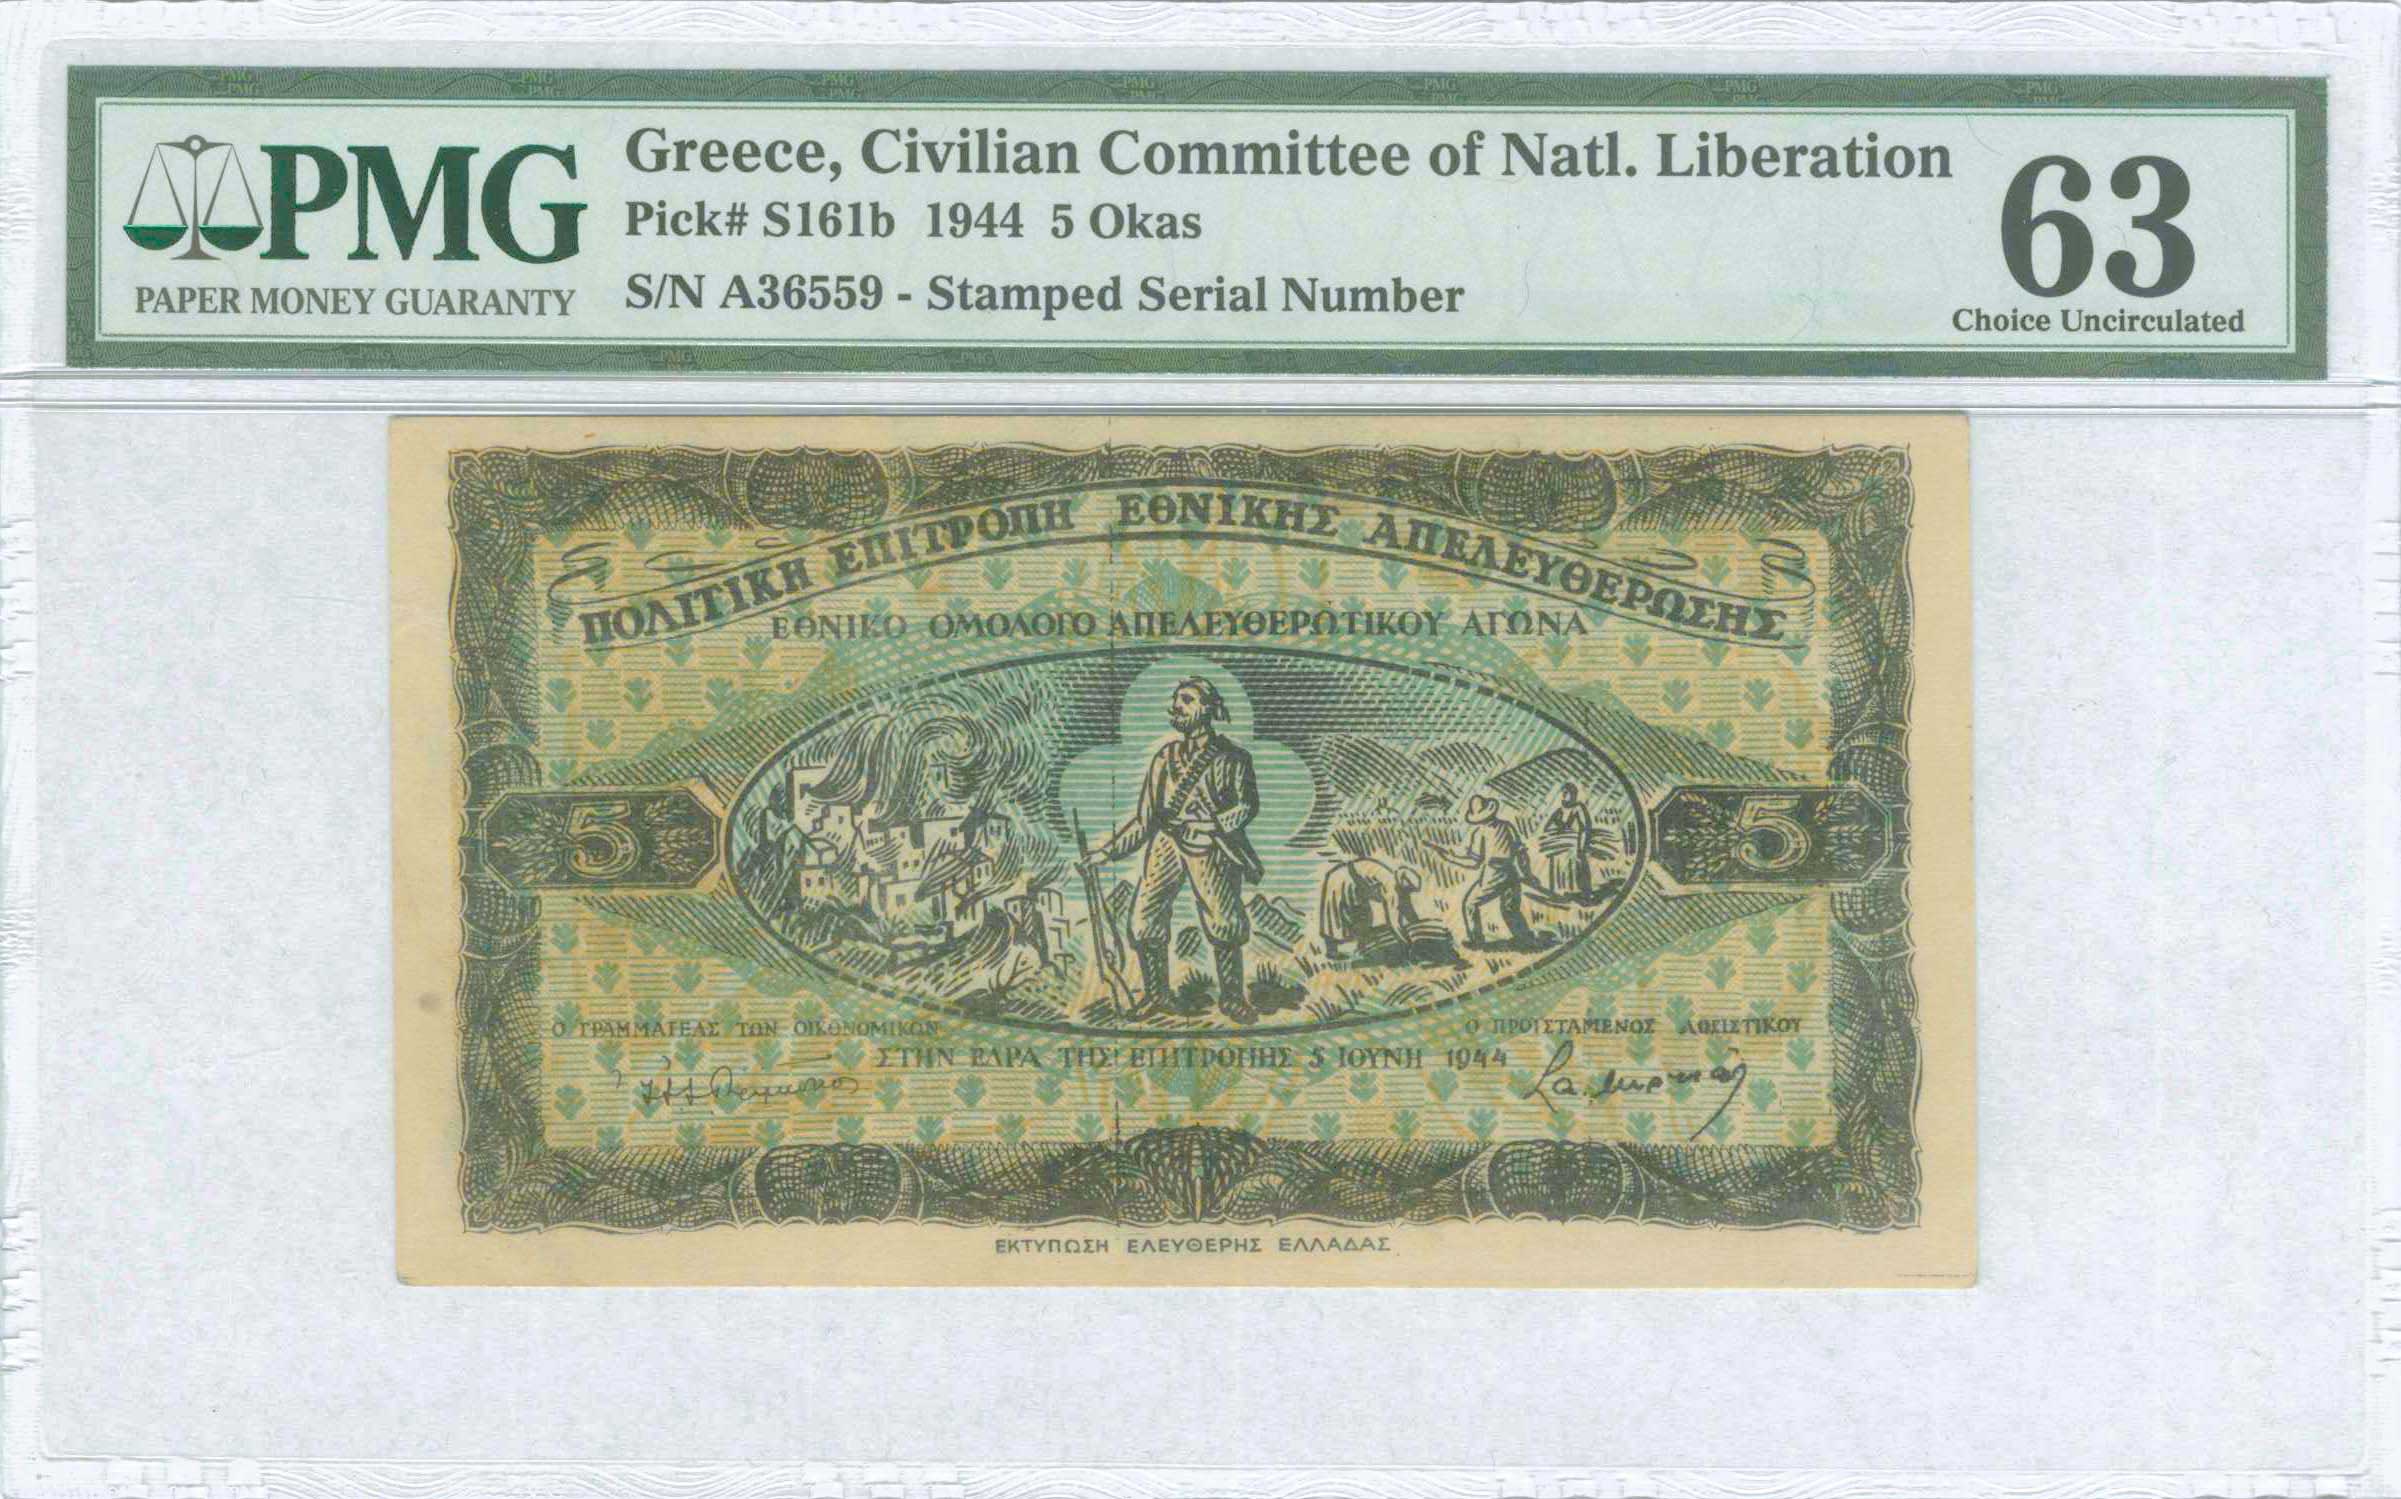 PMG
PAPER MONEY GUARANTY
Greece, Civilian Committee of Natl. Liberation
Pick# S161b 1944 5 Okas
S/N A36559 - Stamped Serial Number
63
Choice Uncirculated
ΠΟΛΙΤΙΚΗ ΕΠΙΤΡΟΠΗ ΕΘΝΙΚΗΣ ΑΠΕΛΕΥΘΕΡΩΣΗΣ
ΕΘΝΙΚΟ ΟΜΟΛΟΓΟ ΑΠΕΛΕΥΘΕΡΩΤΙΚΟΥ ΑΓΩΝΑ
5
5
Ο ΓΡΑΜΜΑΤΕΑΣ ΤΩΝ ΟΙΚΟΝΟΜΙΚΩΝ
Ο ΠΡΟΪΣΤΑΜΕΝΟΣ ΛΟΓΙΣΤΙΚΟΥ
ΣΤΗΝ ΕΔΡΑ ΤΗΣ ΕΠΙΤΡΟΠΗΣ 5 ΙΟΥΝΗ 1944
ΕΚΤΥΠΩΣΗ ΕΛΕΥΘΕΡΗΣ ΕΛΛΑΔΑΣ